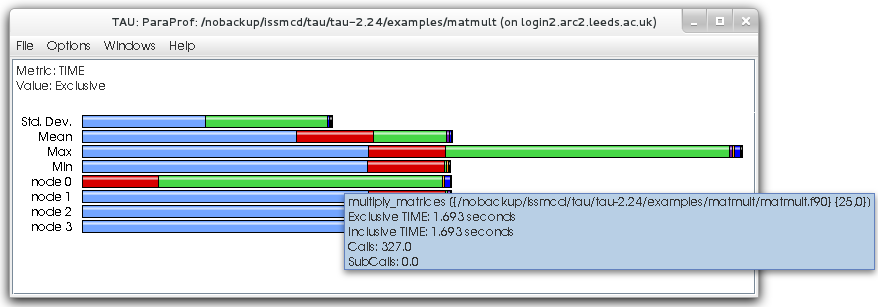 TAU: ParaProf: /nobackup/issmcd/tau/tau-2.24/examples/matmult (on login2.arc2.leeds.ac.uk)
File Options Windows Help
Metric: TIME
Value: Exclusive
Std. Dev.
Mean
Max
Min
node 0
node 1
node 2
node 3
multiply_matrices [{/nobackup/issmcd/tau/tau-2.24/examples/matmult/matmult.f90} {25,0}]
Exclusive TIME: 1.693 seconds
Inclusive TIME: 1.693 seconds
Calls: 327.0
SubCalls: 0.0